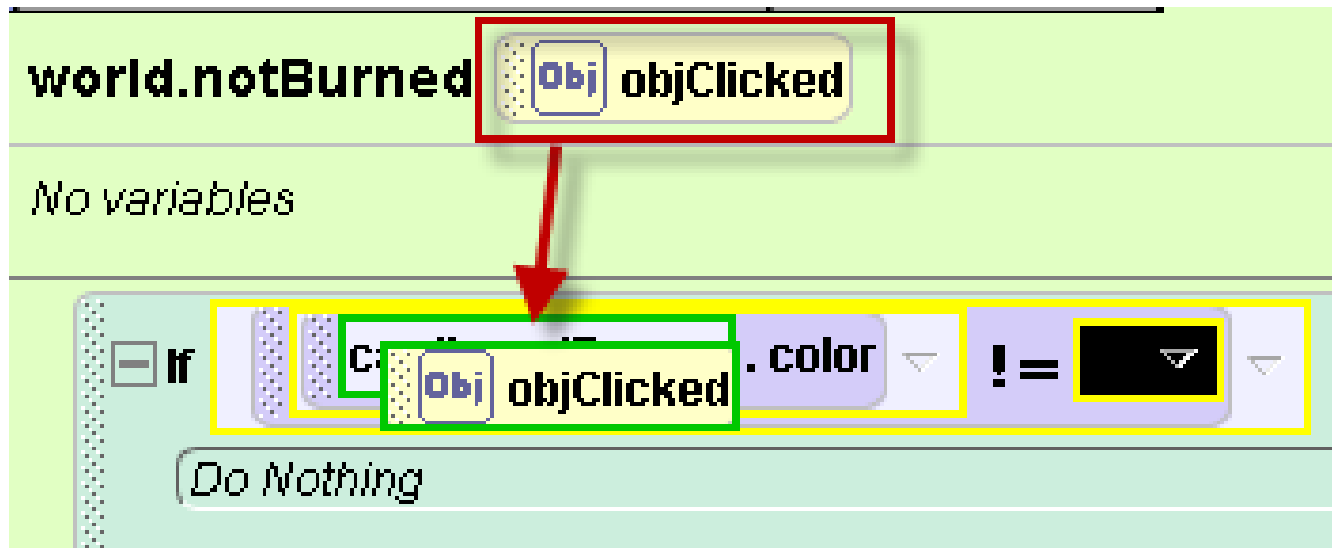 world.notBurned Obj objClicked
No variables
If Obj objClicked . color !=
Do Nothing